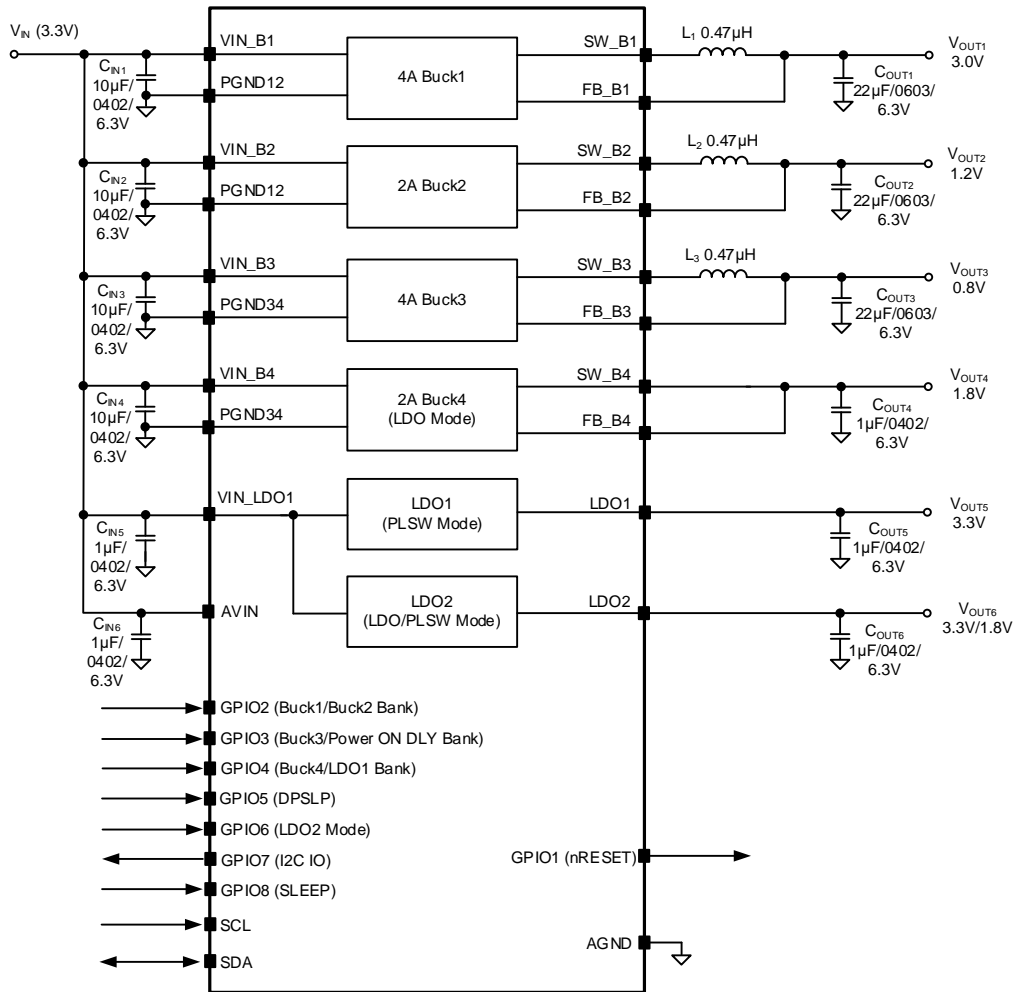 VIN (3.3V)
CIN1
10µF/
0402/
6.3V
VIN_B1
PGND12
4A Buck1
SW_B1
FB_B1
L1 0.47µH
VOUT1
3.0V
COUT1
22µF/0603/
6.3V
CIN2
10µF/
0402/
6.3V
VIN_B2
PGND12
2A Buck2
SW_B2
FB_B2
L2 0.47µH
VOUT2
1.2V
COUT2
22µF/0603/
6.3V
CIN3
10µF/
0402/
6.3V
VIN_B3
PGND34
4A Buck3
SW_B3
FB_B3
L3 0.47µH
VOUT3
0.8V
COUT3
22µF/0603/
6.3V
CIN4
10µF/
0402/
6.3V
VIN_B4
PGND34
2A Buck4
(LDO Mode)
SW_B4
FB_B4
VOUT4
1.8V
COUT4
1µF/0402/
6.3V
CIN5
1µF/
0402/
6.3V
VIN_LDO1
LDO1
(PLSW Mode)
LDO1
VOUT5
3.3V
COUT5
1µF/0402/
6.3V
CIN6
1µF/
0402/
6.3V
AVIN
LDO2
(LDO/PLSW Mode)
LDO2
VOUT6
3.3V/1.8V
COUT6
1µF/0402/
6.3V
GPIO2 (Buck1/Buck2 Bank)
GPIO3 (Buck3/Power ON DLY Bank)
GPIO4 (Buck4/LDO1 Bank)
GPIO5 (DPSLP)
GPIO6 (LDO2 Mode)
GPIO7 (I2C IO)
GPIO1 (nRESET)
GPIO8 (SLEEP)
SCL
AGND
SDA